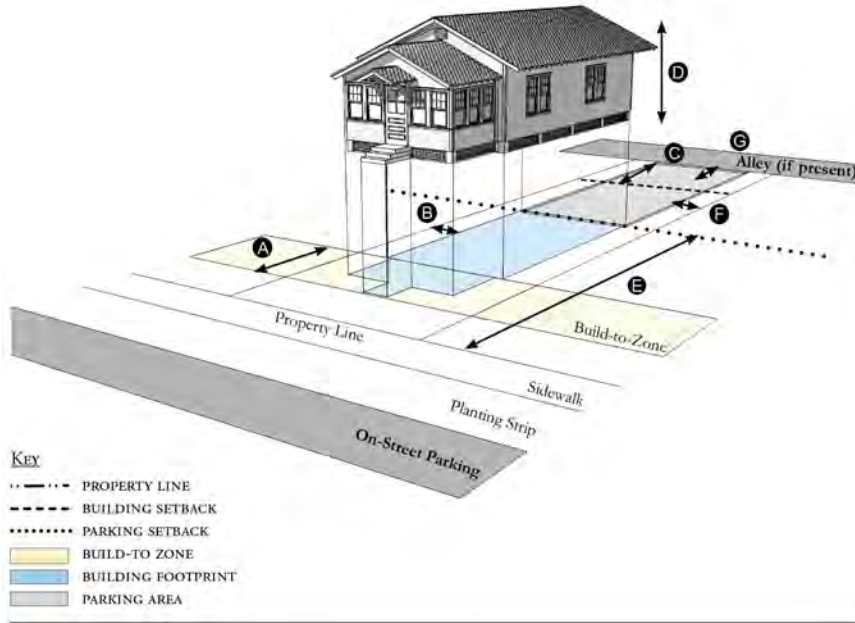 D
C
G
Alley (if present)
B
F
A
E
Property Line
Build-to-Zone
Sidewalk
Planting Strip
On-Street Parking
KEY
PROPERTY LINE
BUILDING SETBACK
PARKING SETBACK
BUILD-TO ZONE
BUILDING FOOTPRINT
PARKING AREA